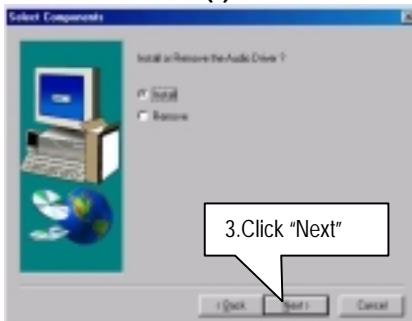 Select Components
Install or Remove the Audio Driver ?
Install
Remove
3.Click “Next”
< Back Next > Cancel